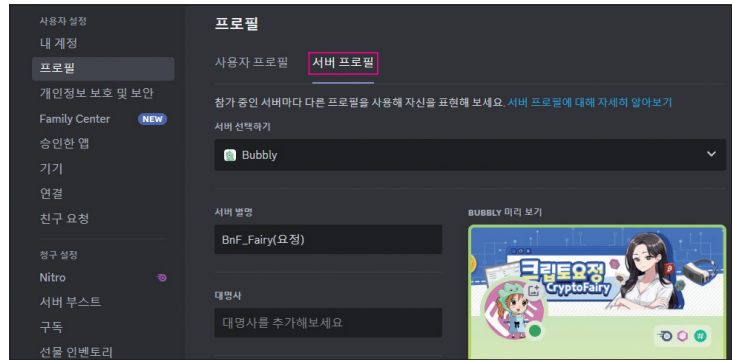 사용자 설정
내 계정
프로필
개인정보 보호 및 보안
Family Center NEW
승인한 앱
기기
연결
친구 요청
청구 설정
Nitro
서버 부스트
구독
선물 인벤토리
프로필
사용자 프로필 서버 프로필
참가 중인 서버마다 다른 프로필을 사용해 자신을 표현해 보세요. 서버 프로필에 대해 자세히 알아보기
서버 선택하기
Bubbly
서버 별명
BnF_Fairy(요정)
대명사
대명사를 추가해보세요
BUBBLY 미리 보기
크립토요정
CryptoFairy